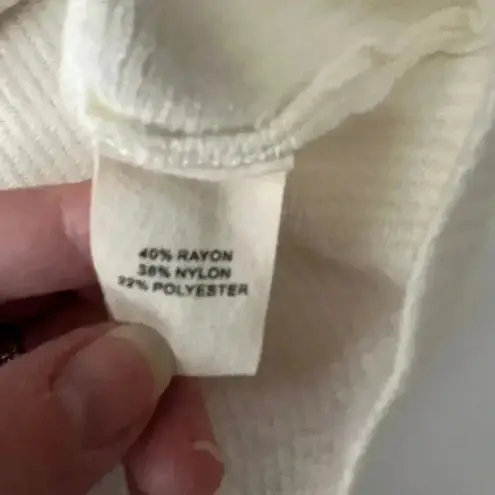 40% RAYON
38% NYLON
22% POLYESTER